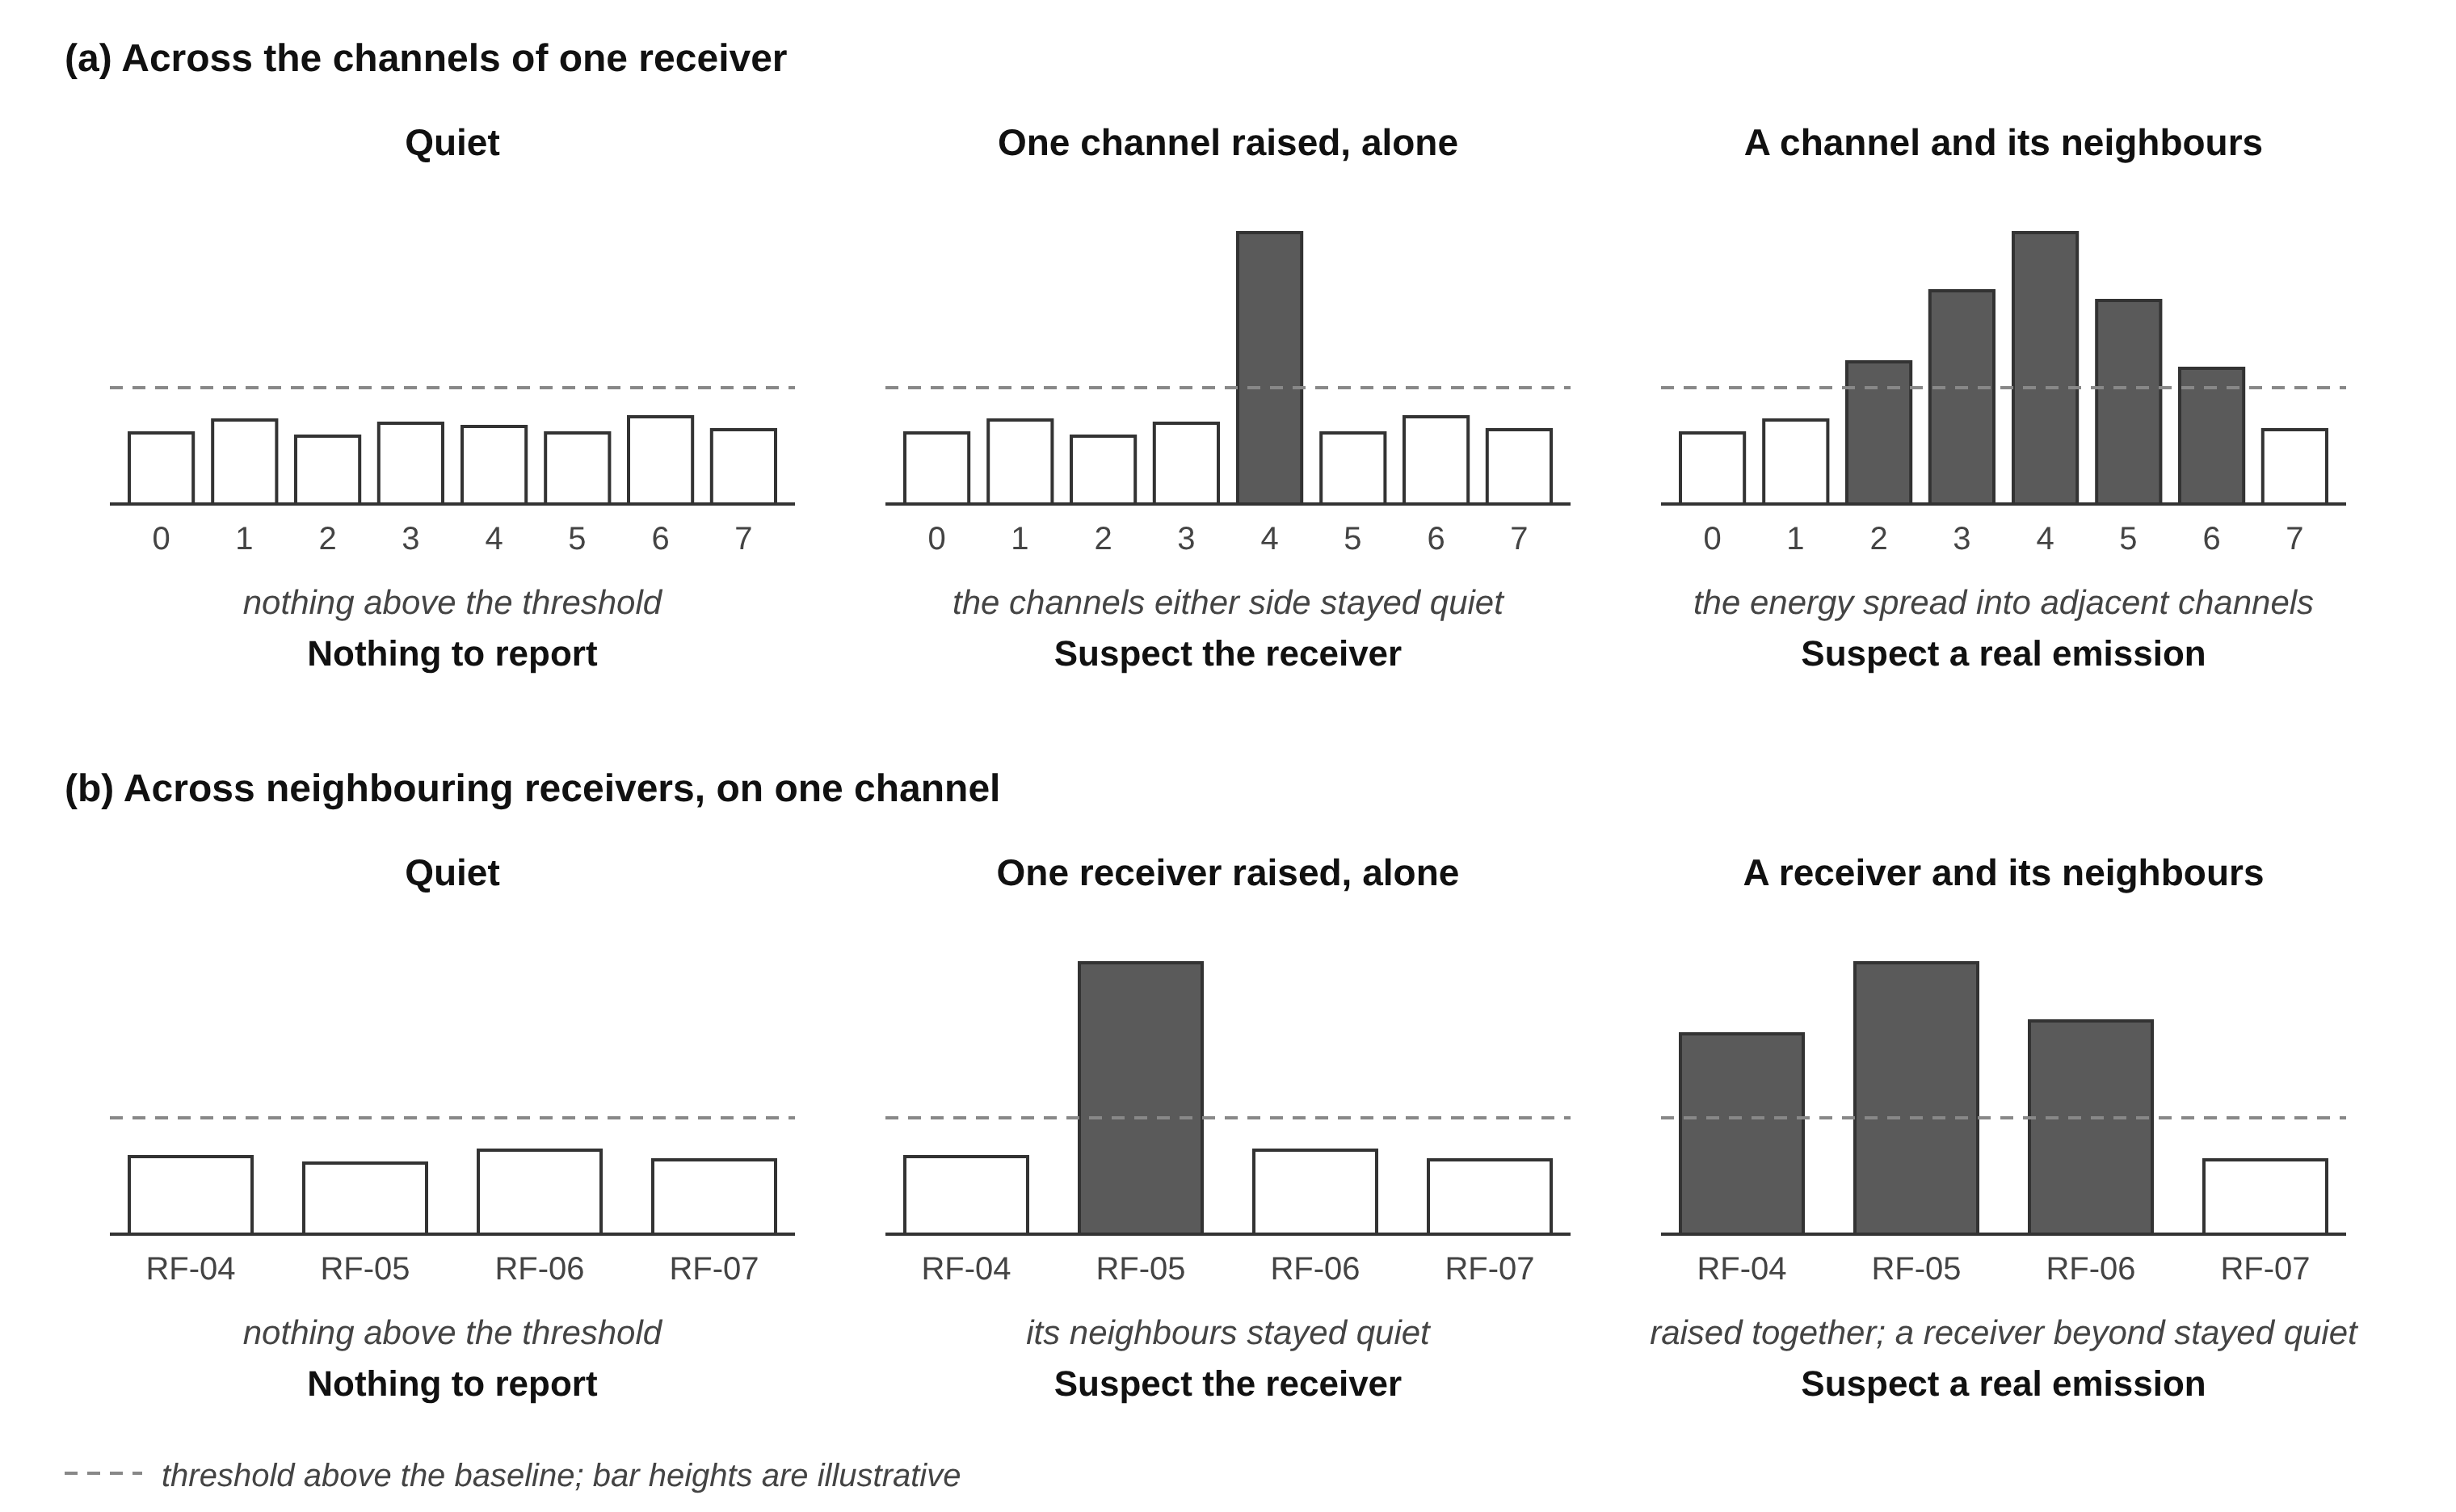 (a) Across the channels of one receiver
Quiet
One channel raised, alone
A channel and its neighbours
0 1 2 3 4 5 6 7
0 1 2 3 4 5 6 7
0 1 2 3 4 5 6 7
nothing above the threshold
the channels either side stayed quiet
the energy spread into adjacent channels
Nothing to report
Suspect the receiver
Suspect a real emission
(b) Across neighbouring receivers, on one channel
Quiet
One receiver raised, alone
A receiver and its neighbours
RF-04 RF-05 RF-06 RF-07
RF-04 RF-05 RF-06 RF-07
RF-04 RF-05 RF-06 RF-07
nothing above the threshold
its neighbours stayed quiet
raised together; a receiver beyond stayed quiet
Nothing to report
Suspect the receiver
Suspect a real emission
threshold above the baseline; bar heights are illustrative